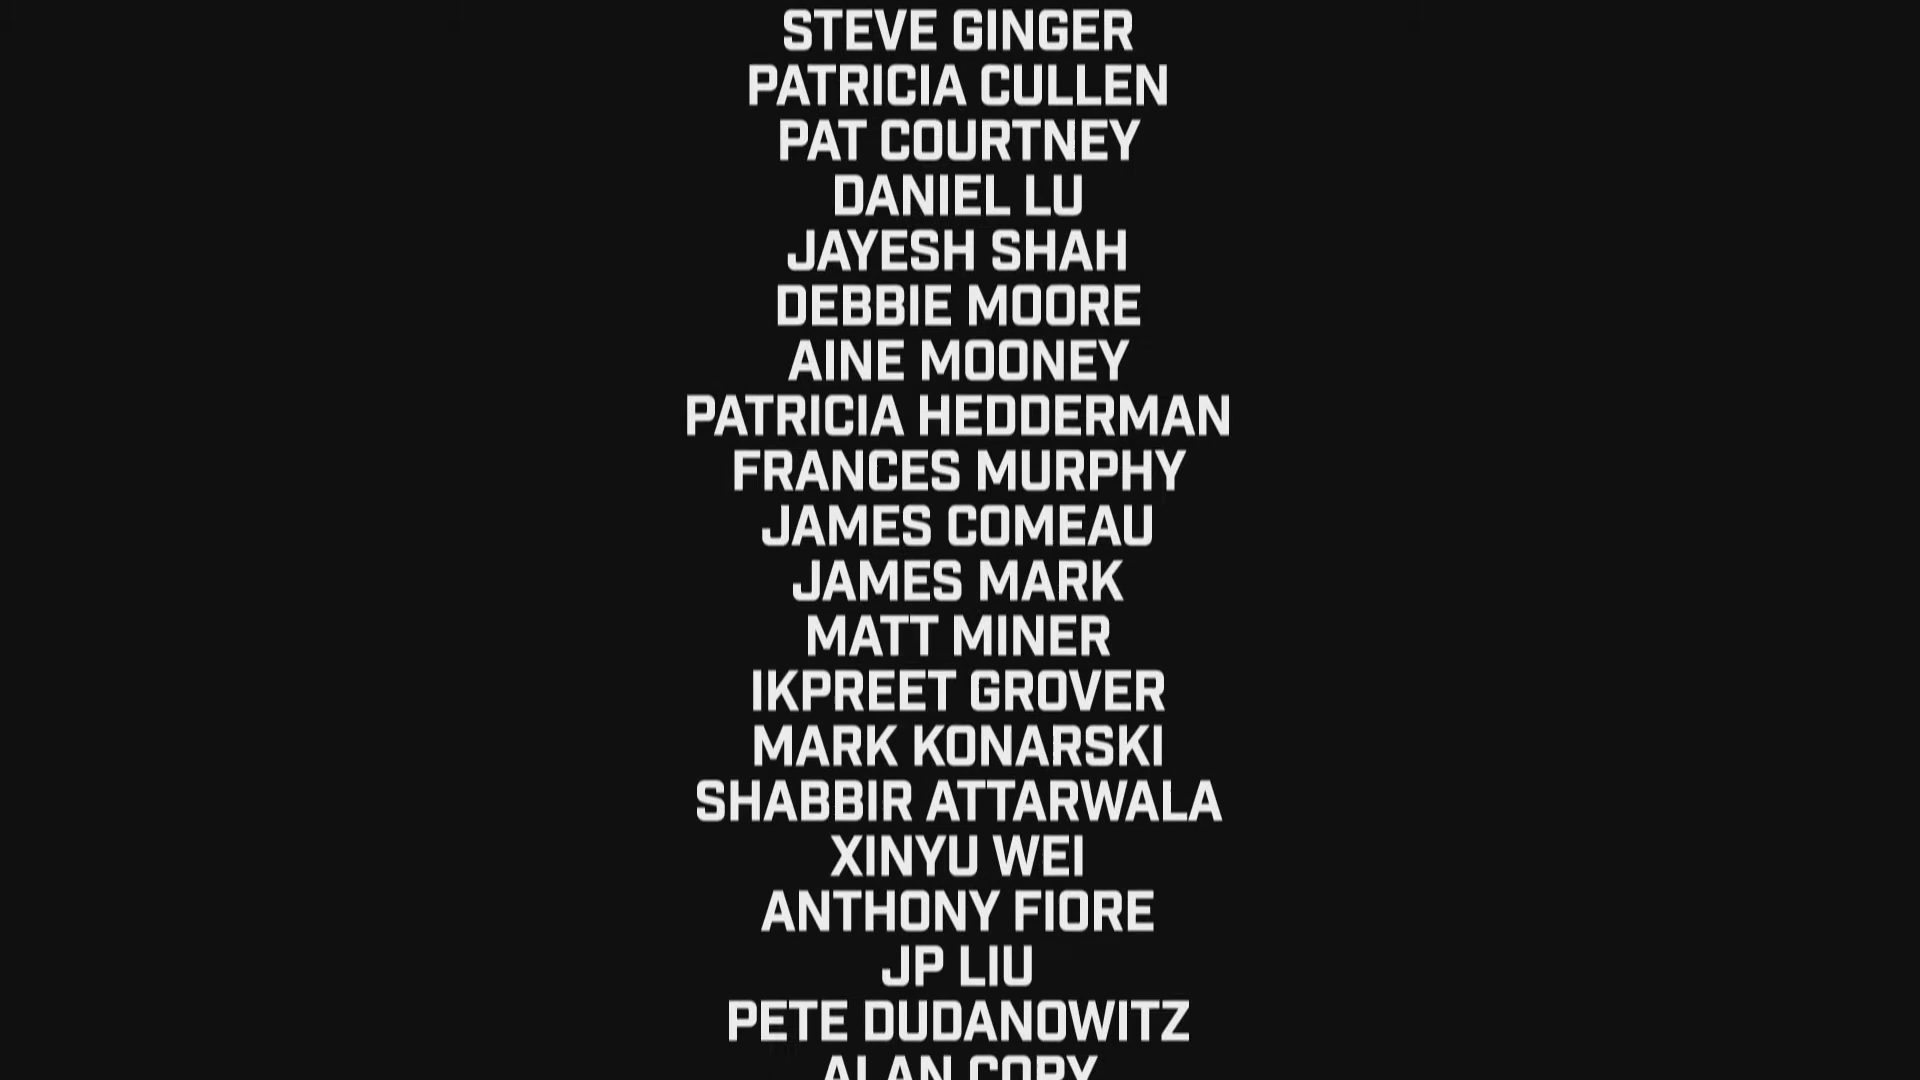 STEVE GINGER
PATRICIA CULLEN
PAT COURTNEY
DANIEL LU
JAYESH SHAH
DEBBIE MOORE
AINE MOONEY
PATRICIA HEDDERMAN
FRANCES MURPHY
JAMES COMEAU
JAMES MARK
MATT MINER
IKPREET GROVER
MARK KONARSKI
SHABBIR ATTARWALA
XINYU WEI
ANTHONY FIORE
JP LIU
PETE DUDANOWITZ
ALAN